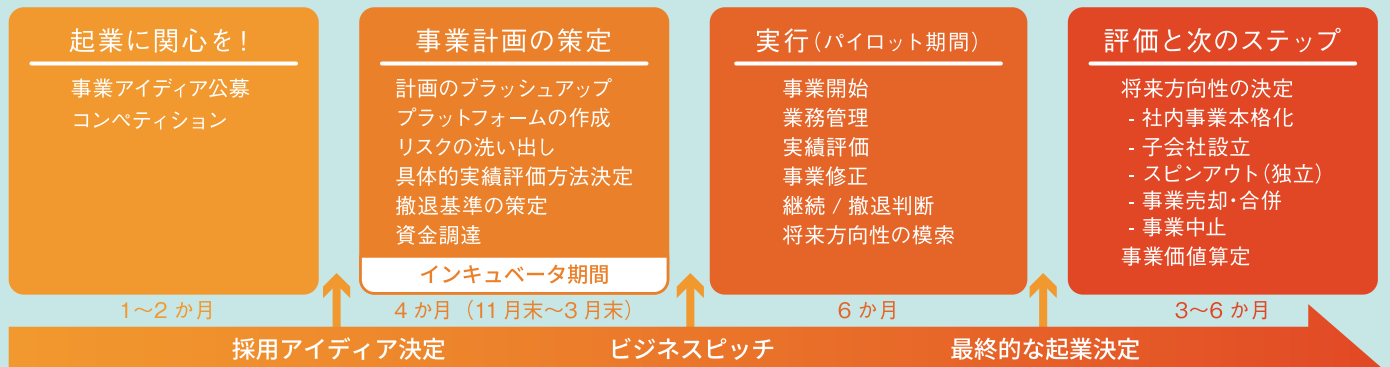 起業に関心を！
事業アイディア公募
コンペティション
1〜2 か月
事業計画の策定
計画のブラッシュアップ
プラットフォームの作成
リスクの洗い出し
具体的実績評価方法決定
撤退基準の策定
資金調達
インキュベータ期間
4 か月（11 月末〜3 月末）
実行（パイロット期間）
事業開始
業務管理
実績評価
事業修正
継続 / 撤退判断
将来方向性の模索
6 か月
評価と次のステップ
将来方向性の決定
- 社内事業本格化
- 子会社設立
- スピンアウト（独立）
- 事業売却・合併
- 事業中止
事業価値算定
3〜6 か月
採用アイディア決定
ビジネスピッチ
最終的な起業決定